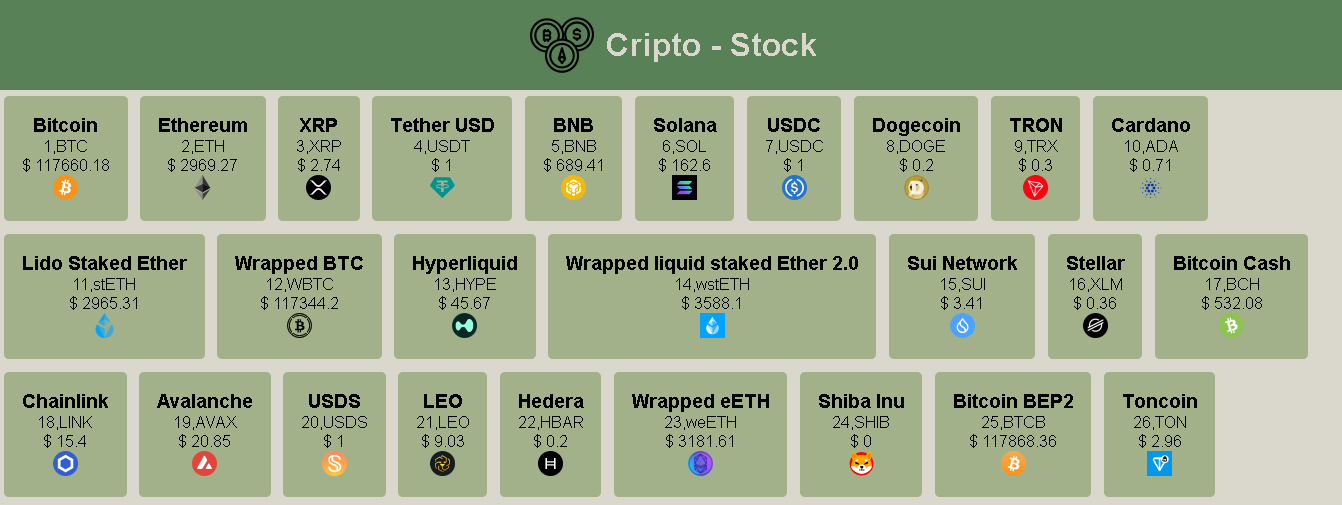 Cripto - Stock
Bitcoin
1,BTC
$ 117660.18
Ethereum
2,ETH
$ 2969.27
XRP
3,XRP
$ 2.74
Tether USD
4,USDT
$ 1
BNB
5,BNB
$ 689.41
Solana
6,SOL
$ 162.6
USDC
7,USDC
$ 1
Dogecoin
8,DOGE
$ 0.2
TRON
9,TRX
$ 0.3
Cardano
10,ADA
$ 0.71
Lido Staked Ether
11,stETH
$ 2965.31
Wrapped BTC
12,WBTC
$ 117344.2
Hyperliquid
13,HYPE
$ 45.67
Wrapped liquid staked Ether 2.0
14,wstETH
$ 3588.1
Sui Network
15,SUI
$ 3.41
Stellar
16,XLM
$ 0.36
Bitcoin Cash
17,BCH
$ 532.08
Chainlink
18,LINK
$ 15.4
Avalanche
19,AVAX
$ 20.85
USDS
20,USDS
$ 1
LEO
21,LEO
$ 9.03
Hedera
22,HBAR
$ 0.2
Wrapped eETH
23,weETH
$ 3181.61
Shiba Inu
24,SHIB
$ 0
Bitcoin BEP2
25,BTCB
$ 117868.36
Toncoin
26,TON
$ 2.96